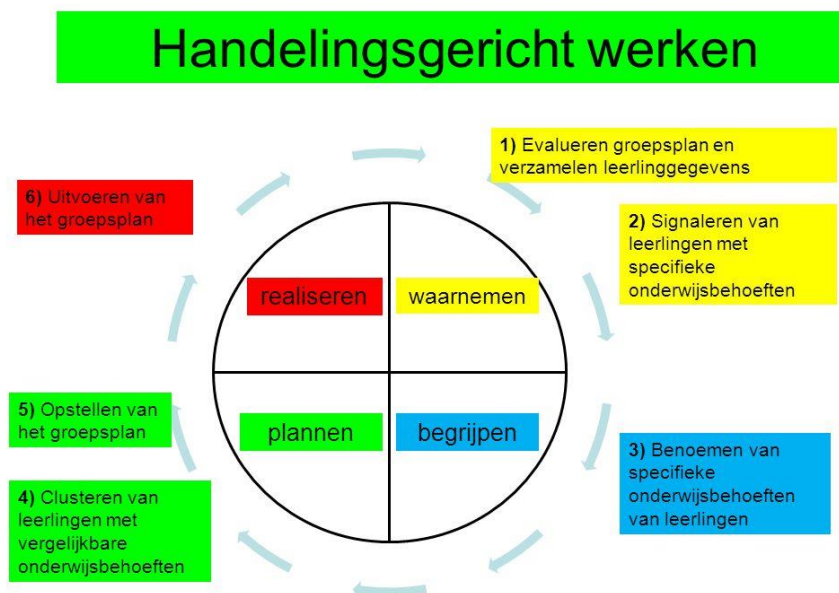 Handelingsgericht werken
1) Evalueren groepsplan en
verzamelen leerlinggegevens
2) Signaleren van
leerlingen met
specifieke
onderwijsbehoeften
3) Benoemen van
specifieke
onderwijsbehoeften
van leerlingen
4) Clusteren van
leerlingen met
vergelijkbare
onderwijsbehoeften
5) Opstellen van
het groepsplan
6) Uitvoeren van
het groepsplan
realiseren
waarnemen
plannen
begrijpen